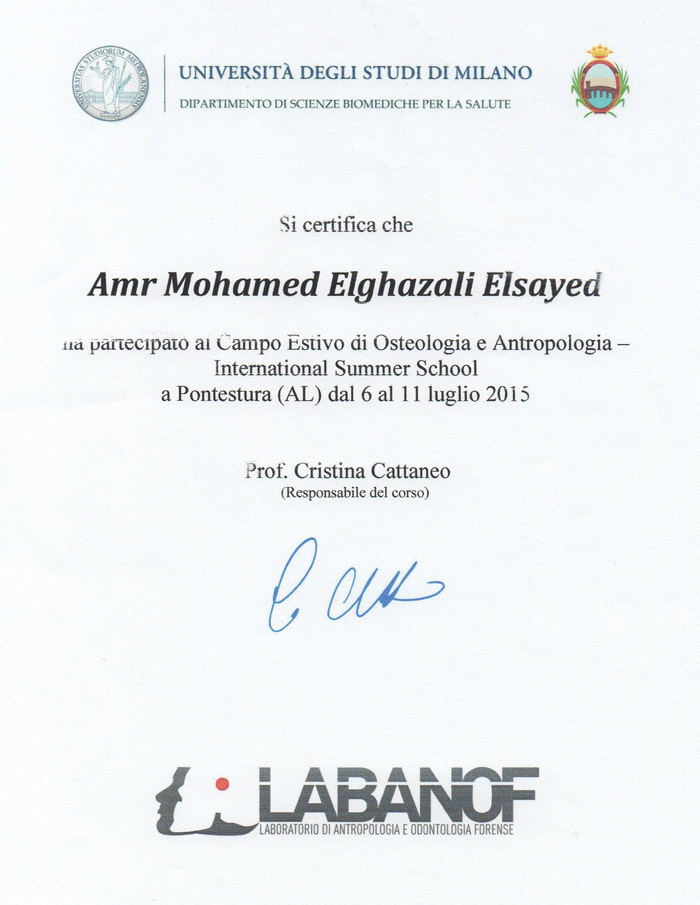 UNIVERSITÀ DEGLI STUDI DI MILANO
DIPARTIMENTO DI SCIENZE BIOMEDICHE PER LA SALUTE
Si certifica che
Amr Mohamed Elghazali Elsayed
ha partecipato al Campo Estivo di Osteologia e Antropologia –
International Summer School
a Pontestura (AL) dal 6 al 11 luglio 2015
Prof. Cristina Cattaneo
(Responsabile del corso)
LABANOF
LABORATORIO DI ANTROPOLOGIA E ODONTOLOGIA FORENSE